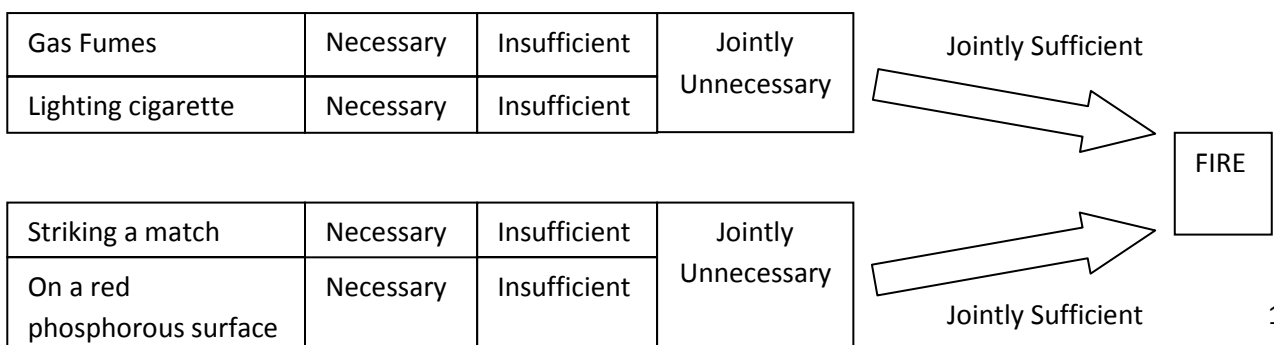 Gas Fumes Necessary Insufficient Jointly Unnecessary
Lighting cigarette Necessary Insufficient
Jointly Sufficient
FIRE
Striking a match Necessary Insufficient Jointly Unnecessary
On a red phosphorous surface Necessary Insufficient
Jointly Sufficient
1